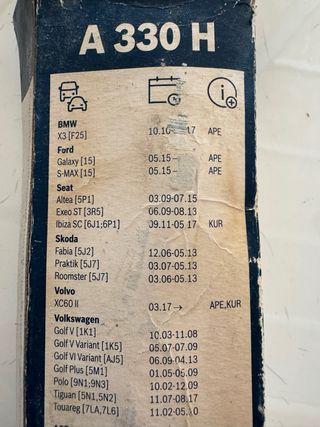 A 330 H
BMW
X3 [F25] 10.10- 17 APE
Ford
Galaxy [15] 05.15- APE
S-MAX [15] 05.15- APE
Seat
Altea [5P1] 03.09-07.15
Exeo ST [3R5] 06.09-08.13
Ibiza SC [6J1;6P1] 09.11-05.17 KUR
Skoda
Fabia [5J2] 12.06-05.13
Praktik [5J7] 03.07-05.13
Roomster [5J7] 03.06-05.13
Volvo
XC60 II 03.17→ APE,KUR
Volkswagen
Golf V [1K1] 10.03-11.08
Golf V Variant [1K5] 05.07-07.09
Golf VI Variant [AJ5] 06.09-04.13
Golf Plus [5M1] 01.05-05.09
Polo [9N1;9N3] 10.02-12.09
Tiguan [5N1,5N2] 11.07-08.17
Touareg [7LA,7L6] 11.02-05.10